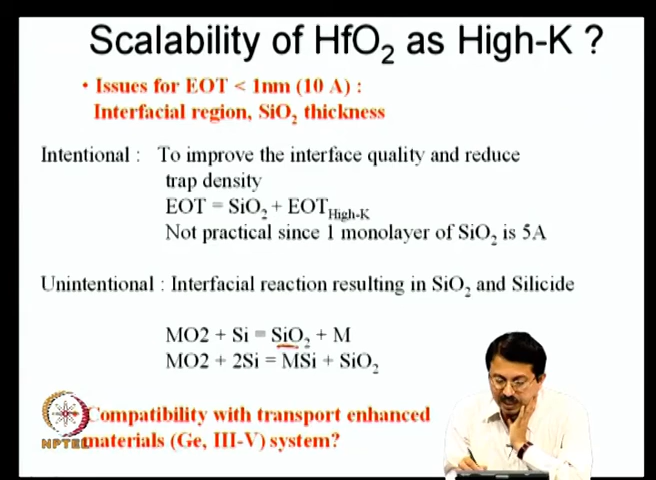 Scalability of HfO₂ as High-K ?
• Issues for EOT < 1nm (10 A) :
Interfacial region, SiO₂ thickness
Intentional : To improve the interface quality and reduce
trap density
EOT = SiO₂ + EOT_High-K
Not practical since 1 monolayer of SiO₂ is 5A
Unintentional : Interfacial reaction resulting in SiO₂ and Silicide
MO2 + Si = SiO₂ + M
MO2 + 2Si = MSi + SiO₂
Compatibility with transport enhanced
materials (Ge, III-V) system?
NPTEL